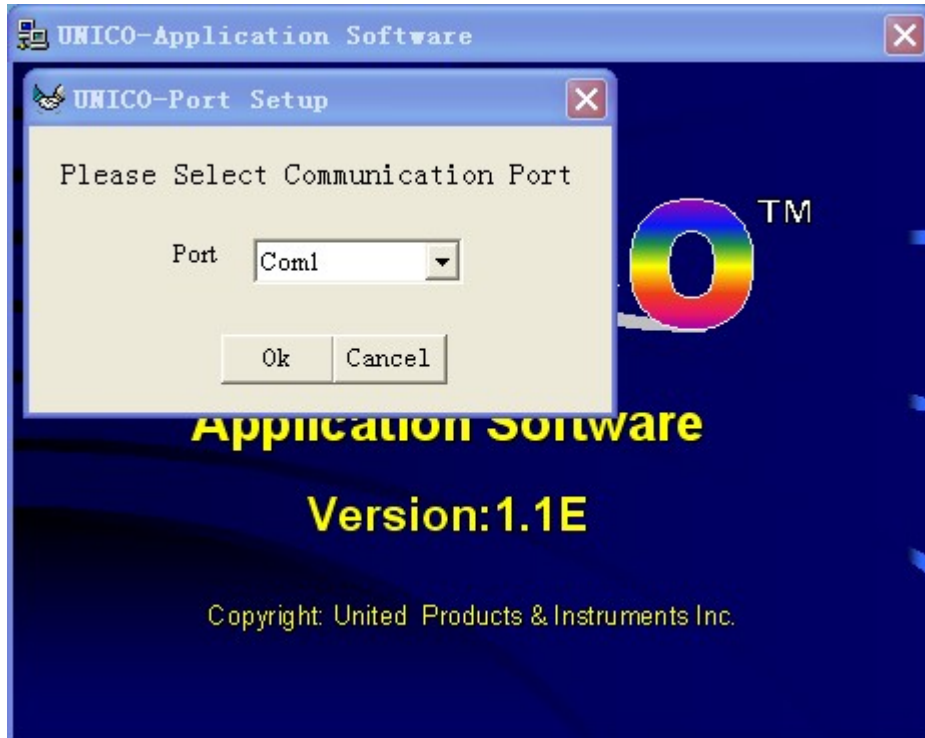 UNICO-Application Software
UNICO-Port Setup
Please Select Communication Port
Port Com1
Ok Cancel
O TM
Application Software
Version:1.1E
Copyright: United Products & Instruments Inc.